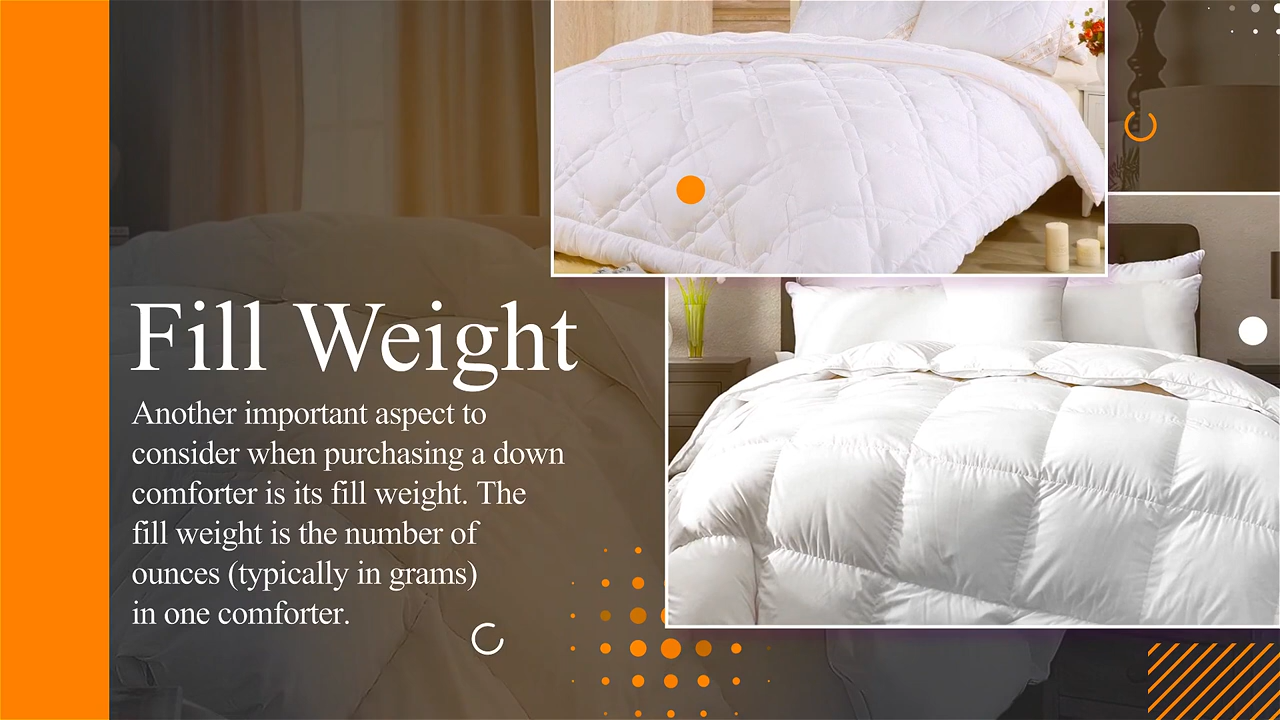 Fill Weight
Another important aspect to
consider when purchasing a down
comforter is its fill weight. The
fill weight is the number of
ounces (typically in grams)
in one comforter.